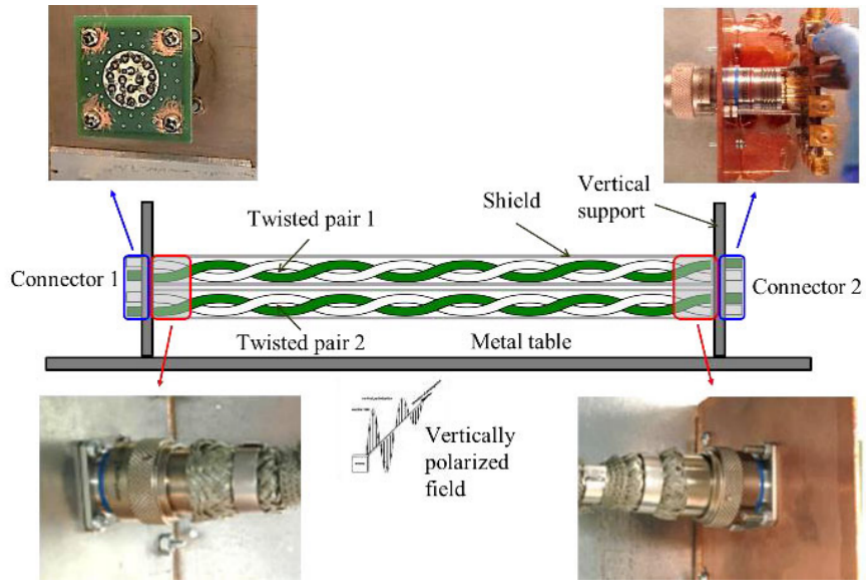 Vertical
support
Shield
Twisted pair 1
Connector 1
Connector 2
Twisted pair 2
Metal table
Vertically
polarized
field